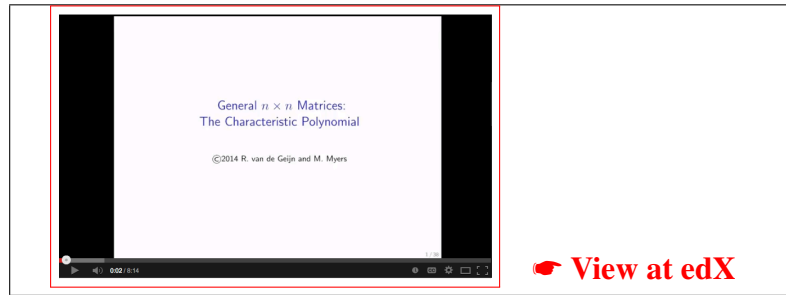 General n × n Matrices:
The Characteristic Polynomial
©2014 R. van de Geijn and M. Myers
0:02 / 8:14
☛ View at edX